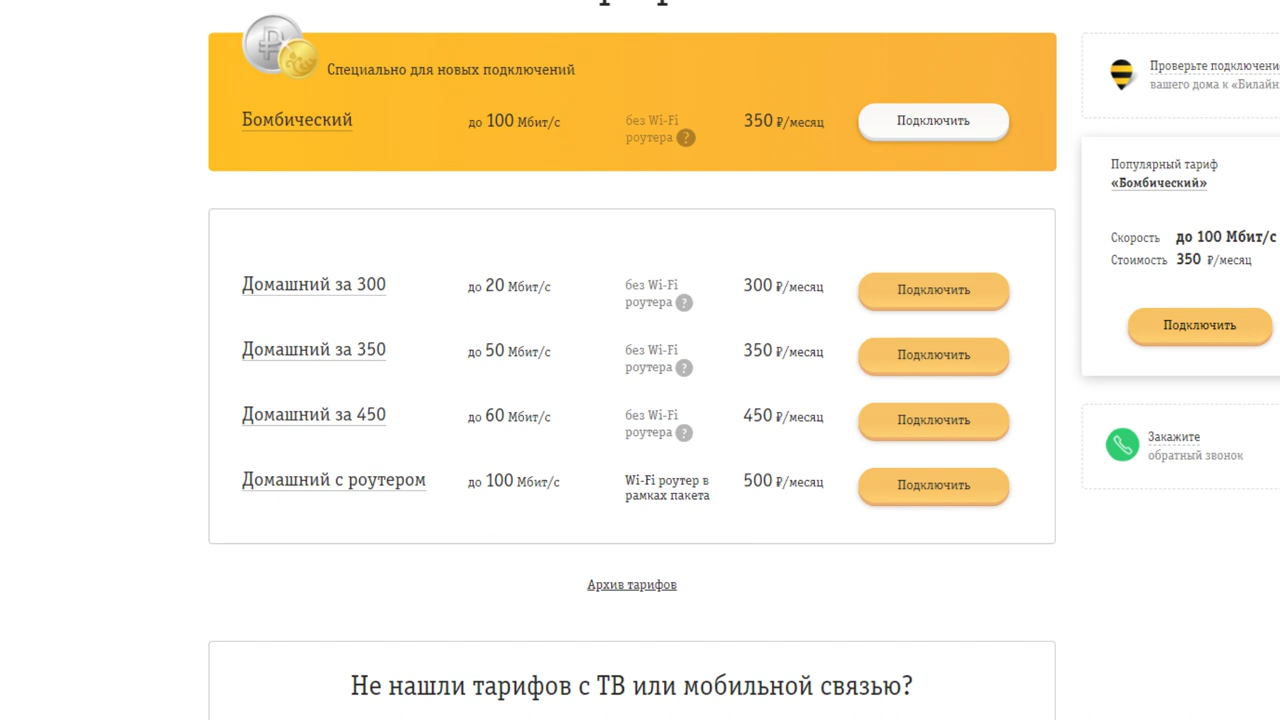 Специально для новых подключений
Бомбический до 100 Мбит/с без Wi-Fi роутера ? 350 ₽/месяц Подключить
Домашний за 300 до 20 Мбит/с без Wi-Fi роутера ? 300 ₽/месяц Подключить
Домашний за 350 до 50 Мбит/с без Wi-Fi роутера ? 350 ₽/месяц Подключить
Домашний за 450 до 60 Мбит/с без Wi-Fi роутера ? 450 ₽/месяц Подключить
Домашний с роутером до 100 Мбит/с Wi-Fi роутер в рамках пакета 500 ₽/месяц Подключить
Архив тарифов
Не нашли тарифов с ТВ или мобильной связью?
Проверьте подключени
вашего дома к «Билайн
Популярный тариф
«Бомбический»
Скорость до 100 Мбит/с
Стоимость 350 ₽/месяц
Подключить
Закажите
обратный звонок